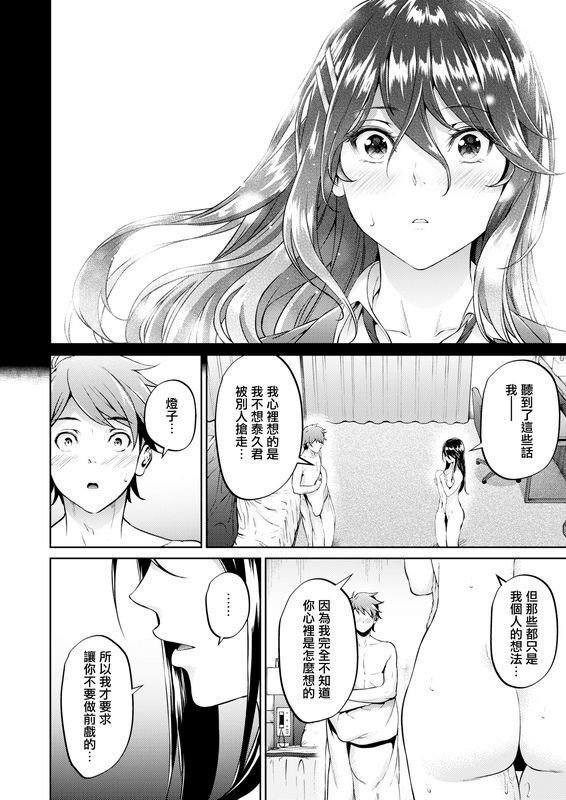 聽到了這些話
我——
我心裡想的是
我不想泰久君
被別人搶走…
燈子…
但那些都只是
我個人的想法…
因為我完全不知道
你心裡是怎麼想的
……
所以我才要求
讓你不要做前戲的…